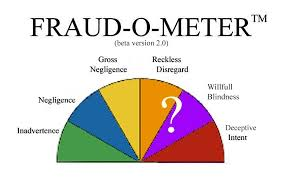 FRAUD-O-METER™
(beta version 2.0)
Gross
Negligence
Reckless
Disregard
Negligence
Willfull
Blindness
?
Inadvertence
Deceptive
Intent